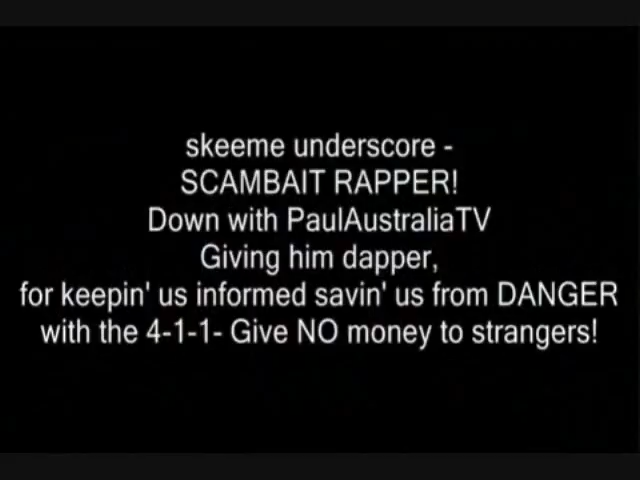 skeeme underscore -
SCAMBAIT RAPPER!
Down with PaulAustraliaTV
Giving him dapper,
for keepin' us informed savin' us from DANGER
with the 4-1-1- Give NO money to strangers!